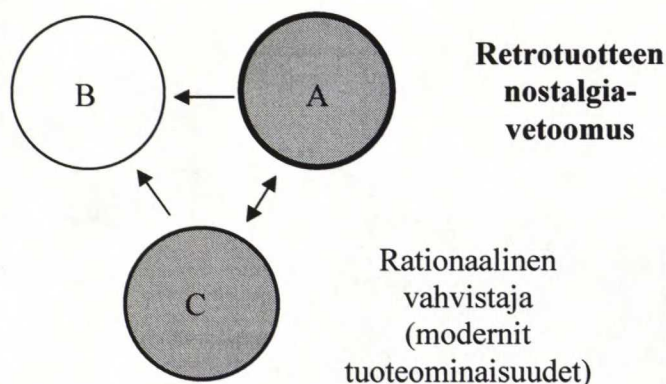 B
A
Retrotuotteen
nostalgia-
vetoomus
C
Rationaalinen
vahvistaja
(modernit
tuoteominaisuudet)